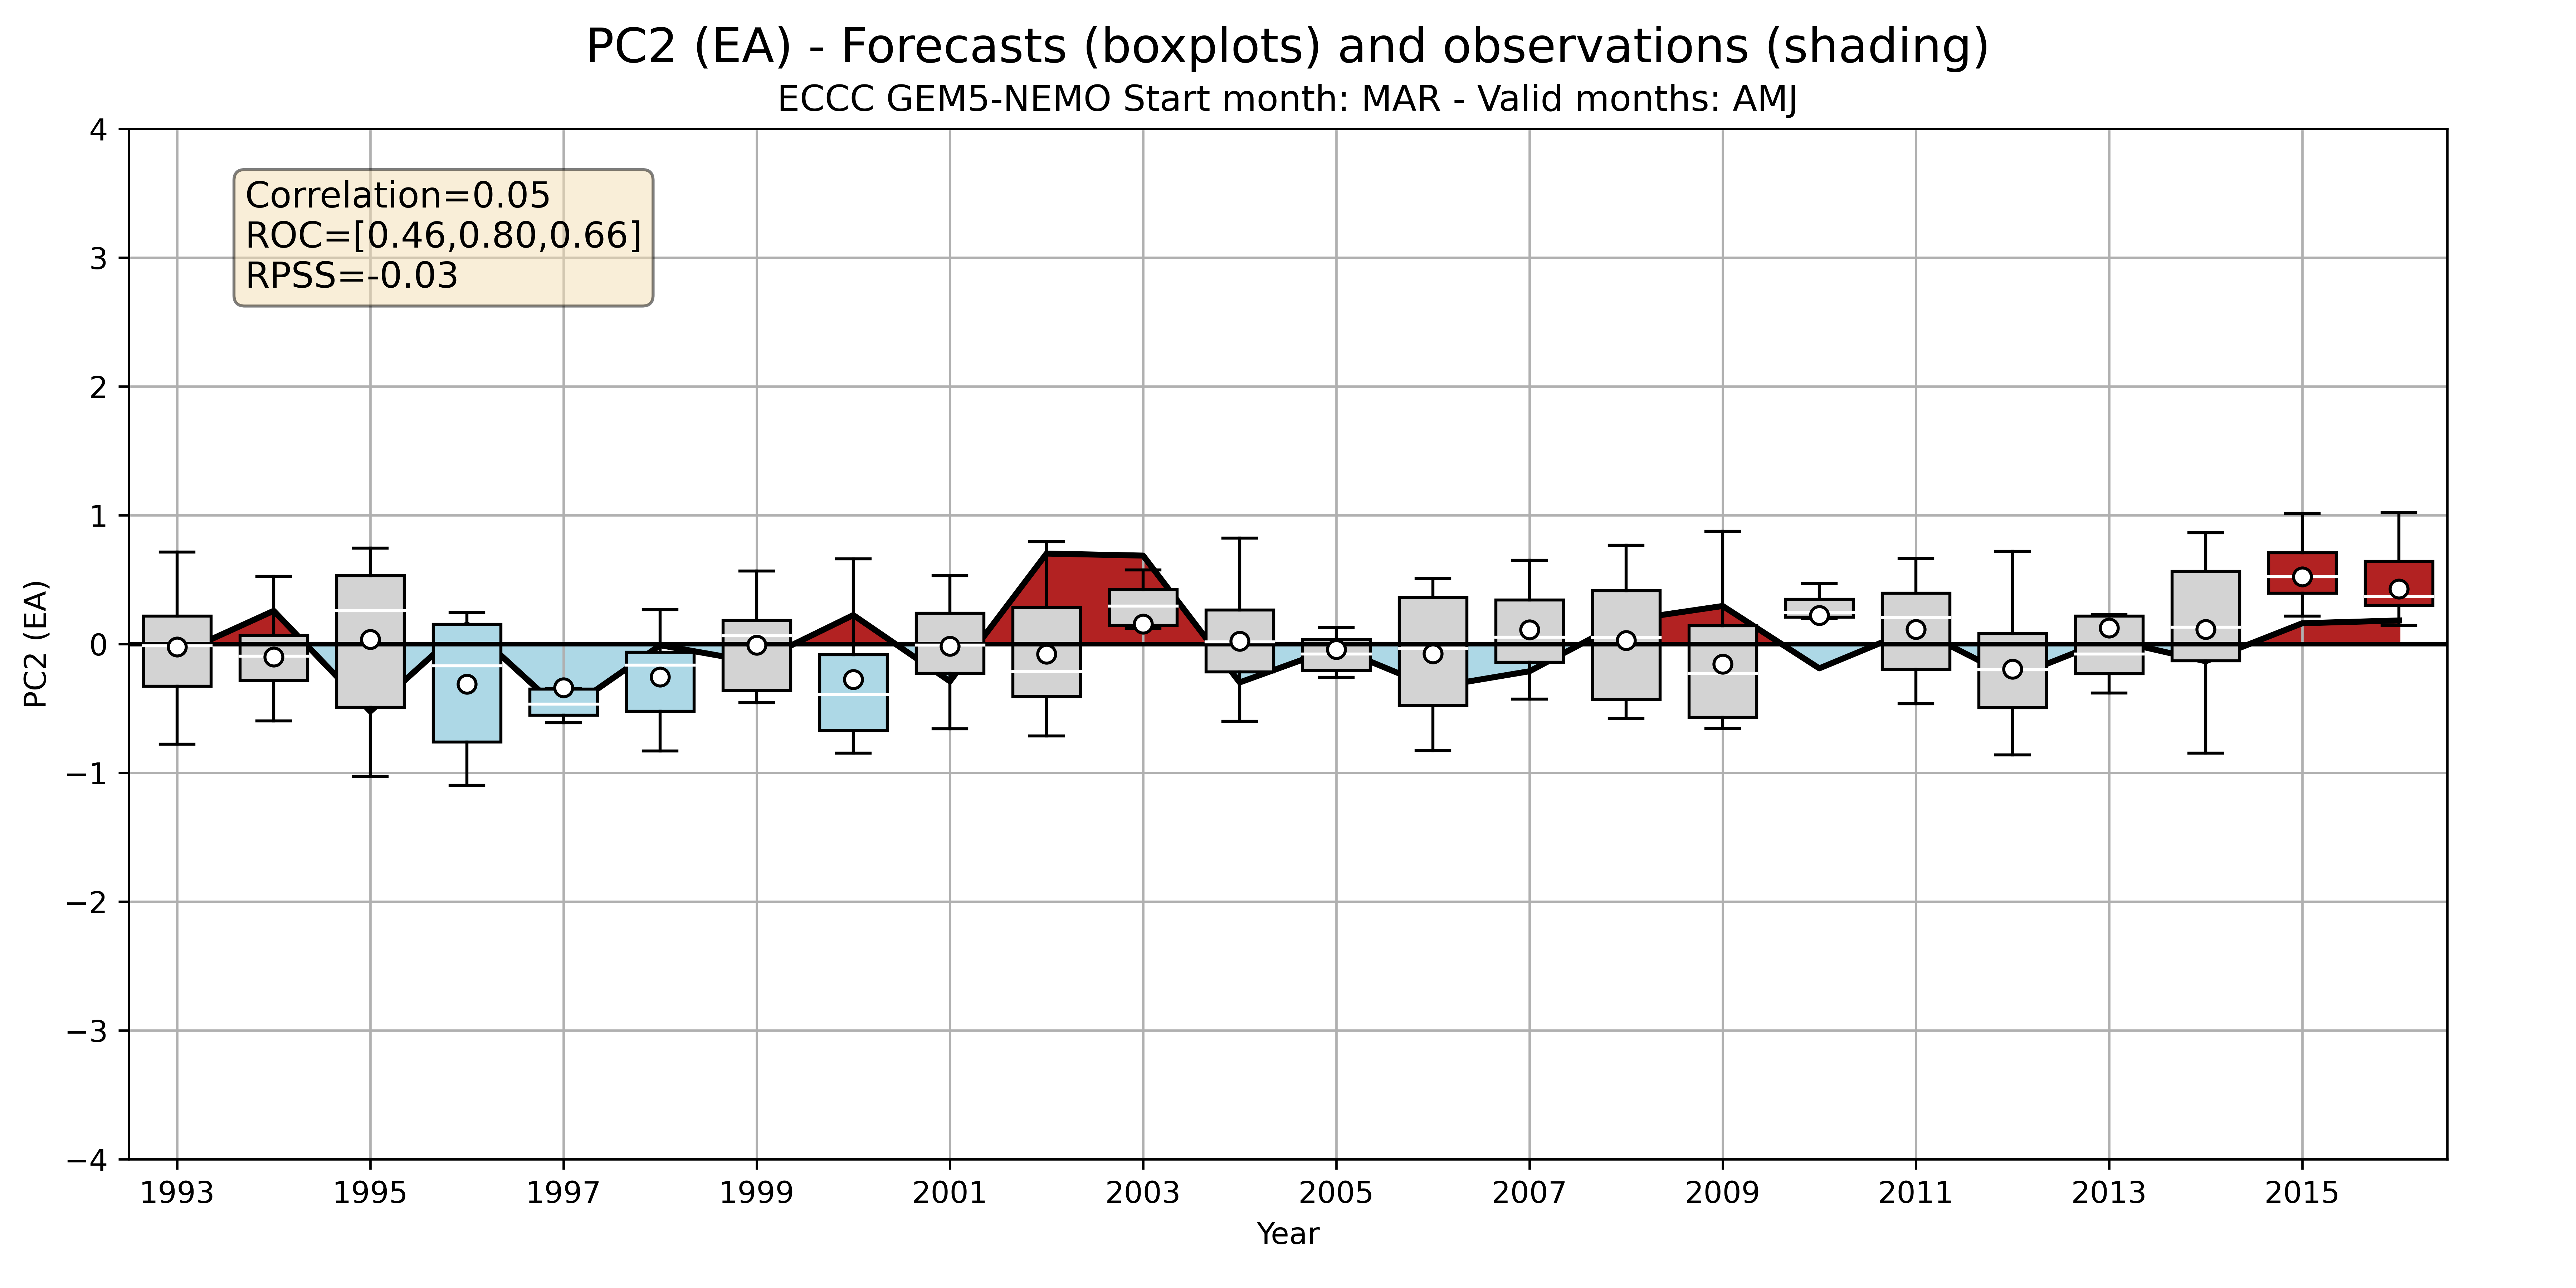 PC2 (EA) - Forecasts (boxplots) and observations (shading)
ECCC GEM5-NEMO Start month: MAR - Valid months: AMJ
Correlation=0.05
ROC=[0.46,0.80,0.66]
RPSS=-0.03
PC2 (EA)
4
3
2
1
0
−1
−2
−3
−4
1993 1995 1997 1999 2001 2003 2005 2007 2009 2011 2013 2015
Year